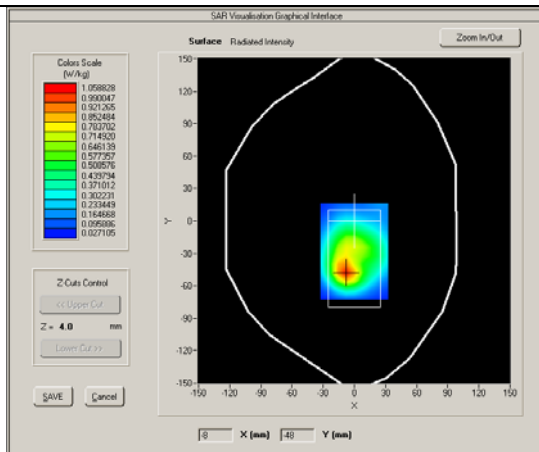 SAR Visualisation Graphical Interface
Surface Radiated Intensity
Zoom In/Out
Colors Scale
(W/kg)
1.058828
0.990047
0.921265
0.852484
0.783702
0.714920
0.646139
0.577357
0.508576
0.439794
0.371012
0.302231
0.233449
0.164668
0.095886
0.027105
Z Cuts Control
<< Upper Cut
Z = 4.0 mm
Lower Cut >>
SAVE Cancel
150
120
90
60
30
0
-30
-60
-90
-120
-150
Y
-150 -120 -90 -60 -30 0 30 60 90 120 150
X
-8 X (mm) -48 Y (mm)